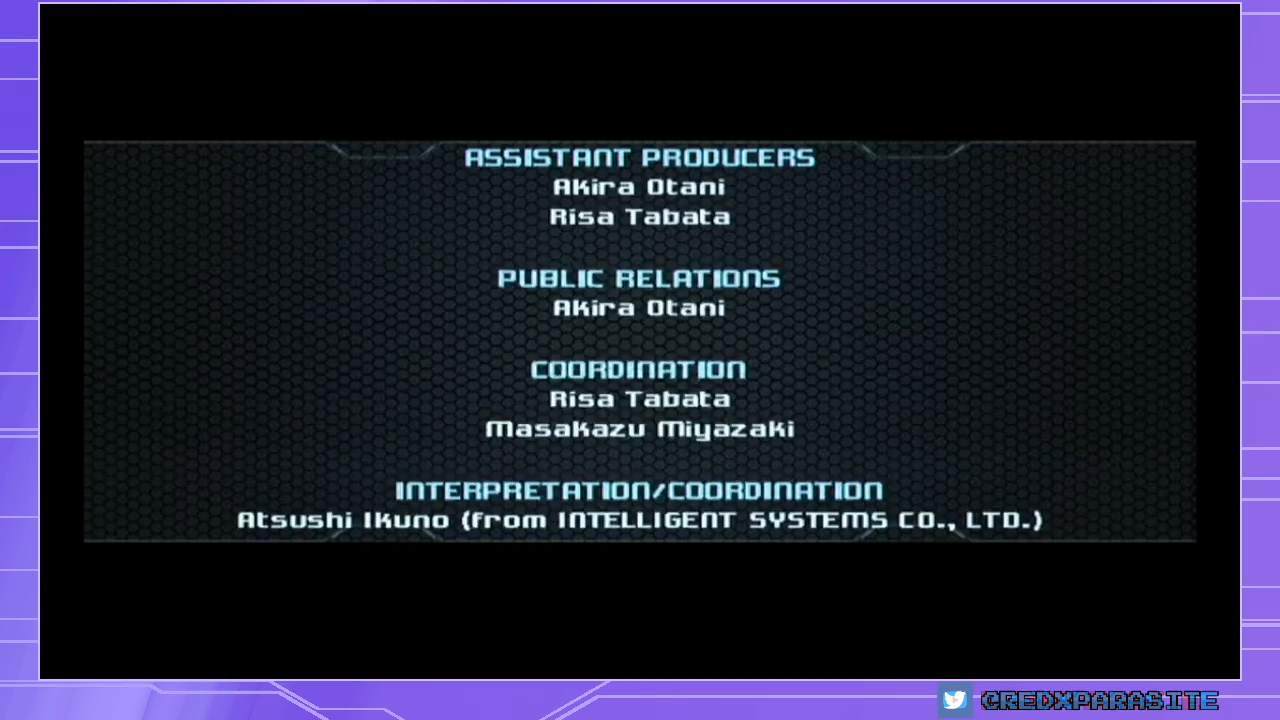 ASSISTANT PRODUCERS
Akira Otani
Risa Tabata
PUBLIC RELATIONS
Akira Otani
COORDINATION
Risa Tabata
Masakazu Miyazaki
INTERPRETATION/COORDINATION
Atsushi Ikuno (from INTELLIGENT SYSTEMS CO., LTD.)
CREDXPARASITE